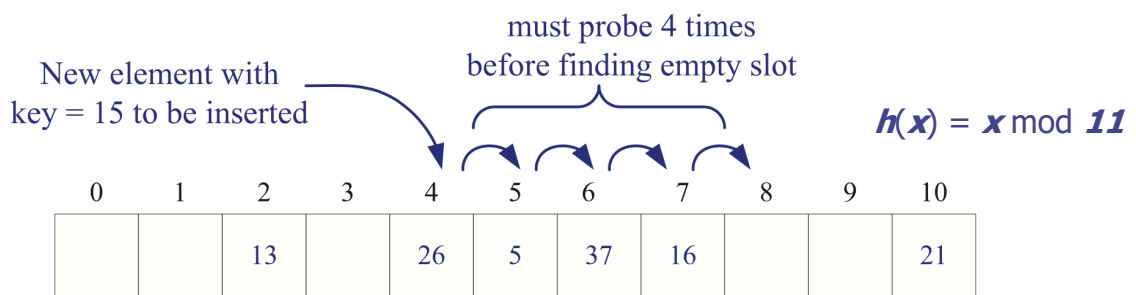 must probe 4 times
before finding empty slot
New element with
key = 15 to be inserted
h(x) = x mod 11
0 1 2 3 4 5 6 7 8 9 10
13 26 5 37 16 21